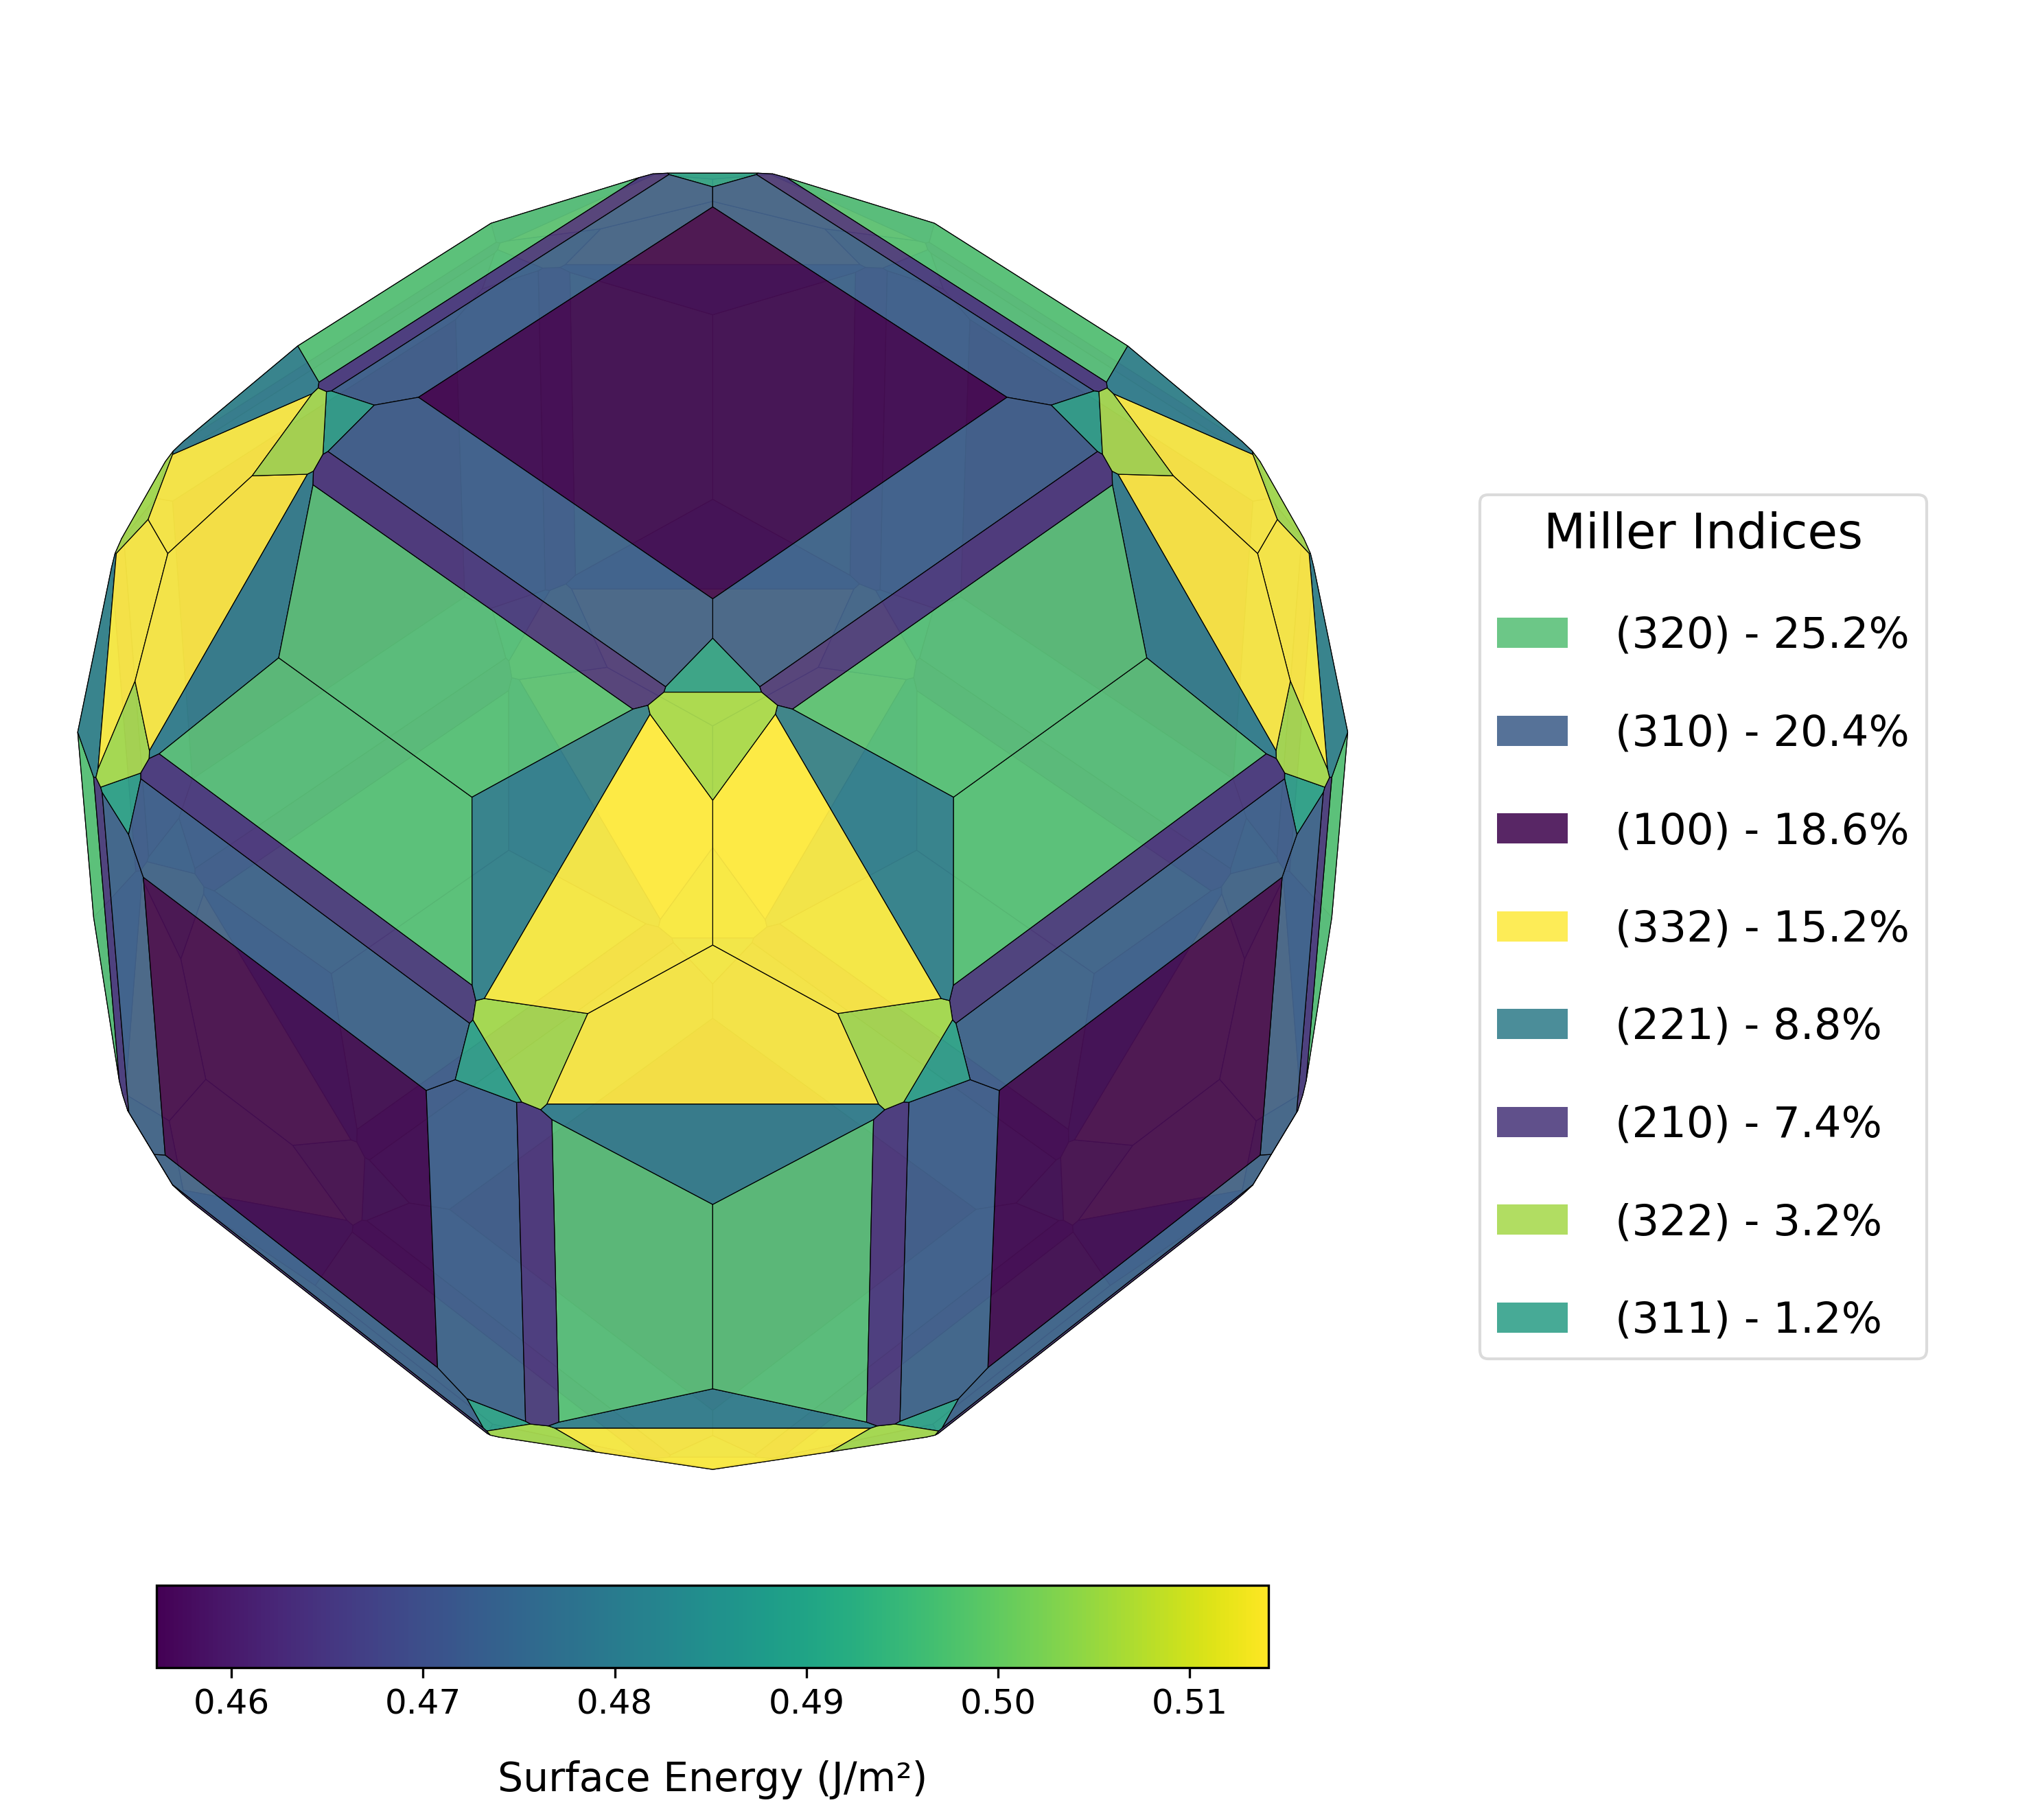 Miller Indices
(320) - 25.2%
(310) - 20.4%
(100) - 18.6%
(332) - 15.2%
(221) - 8.8%
(210) - 7.4%
(322) - 3.2%
(311) - 1.2%
0.46 0.47 0.48 0.49 0.50 0.51
Surface Energy (J/m²)